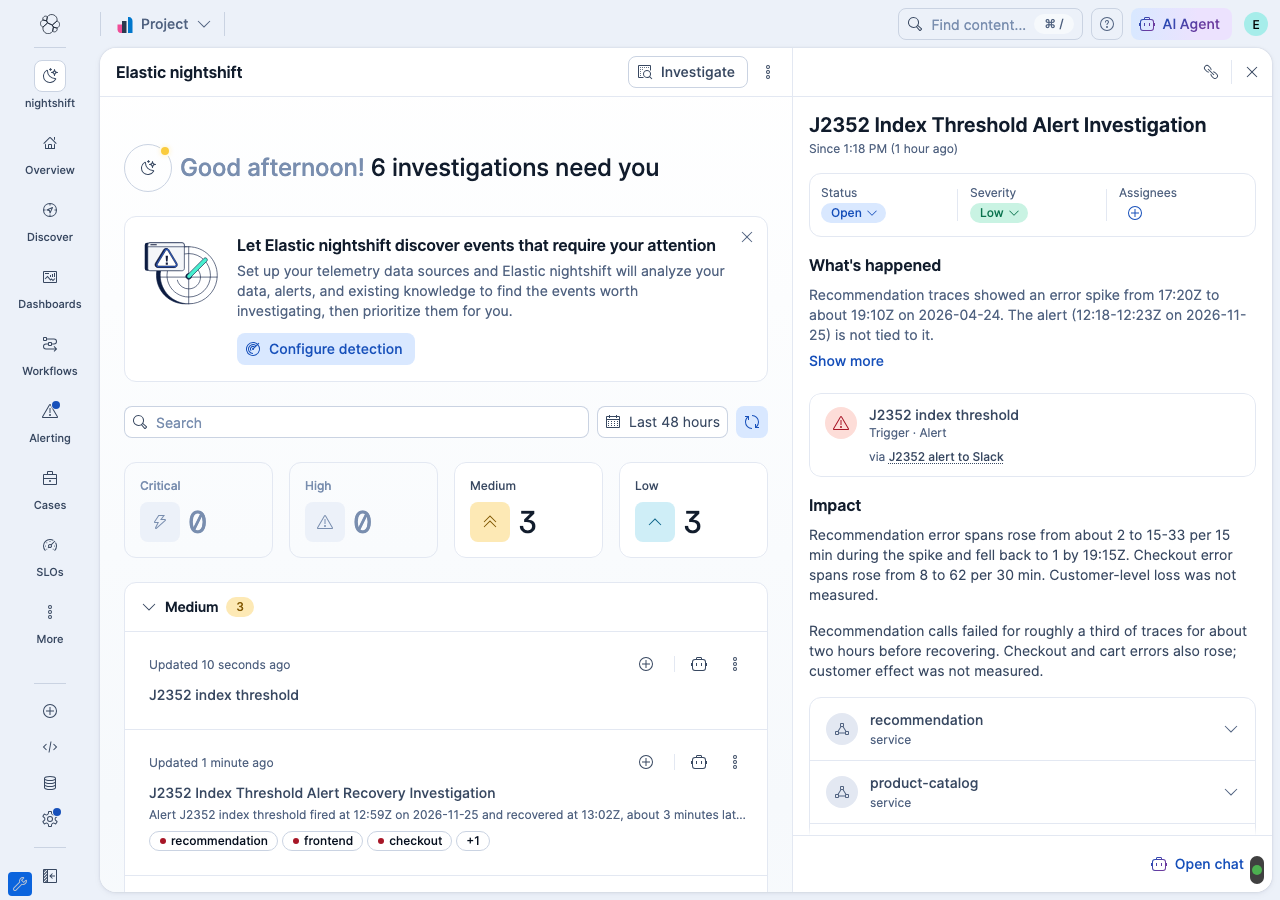 Project
Find content...
⌘ /
AI Agent
E
nightshift
Overview
Discover
Dashboards
Workflows
Alerting
Cases
SLOs
More
Elastic nightshift
Investigate
Good afternoon! 6 investigations need you
Let Elastic nightshift discover events that require your attention
Set up your telemetry data sources and Elastic nightshift will analyze your
data, alerts, and existing knowledge to find the events worth
investigating, then prioritize them for you.
Configure detection
Search
Last 48 hours
Critical
0
High
0
Medium
3
Low
3
Medium 3
Updated 10 seconds ago
J2352 index threshold
Updated 1 minute ago
J2352 Index Threshold Alert Recovery Investigation
Alert J2352 index threshold fired at 12:59Z on 2026-11-25 and recovered at 13:02Z, about 3 minutes lat...
recommendation
frontend
checkout
+1
J2352 Index Threshold Alert Investigation
Since 1:18 PM (1 hour ago)
Status
Open
Severity
Low
Assignees
What's happened
Recommendation traces showed an error spike from 17:20Z to
about 19:10Z on 2026-04-24. The alert (12:18-12:23Z on 2026-11-
25) is not tied to it.
Show more
J2352 index threshold
Trigger · Alert
via J2352 alert to Slack
Impact
Recommendation error spans rose from about 2 to 15-33 per 15
min during the spike and fell back to 1 by 19:15Z. Checkout error
spans rose from 8 to 62 per 30 min. Customer-level loss was not
measured.
Recommendation calls failed for roughly a third of traces for about
two hours before recovering. Checkout and cart errors also rose;
customer effect was not measured.
recommendation
service
product-catalog
service
Open chat